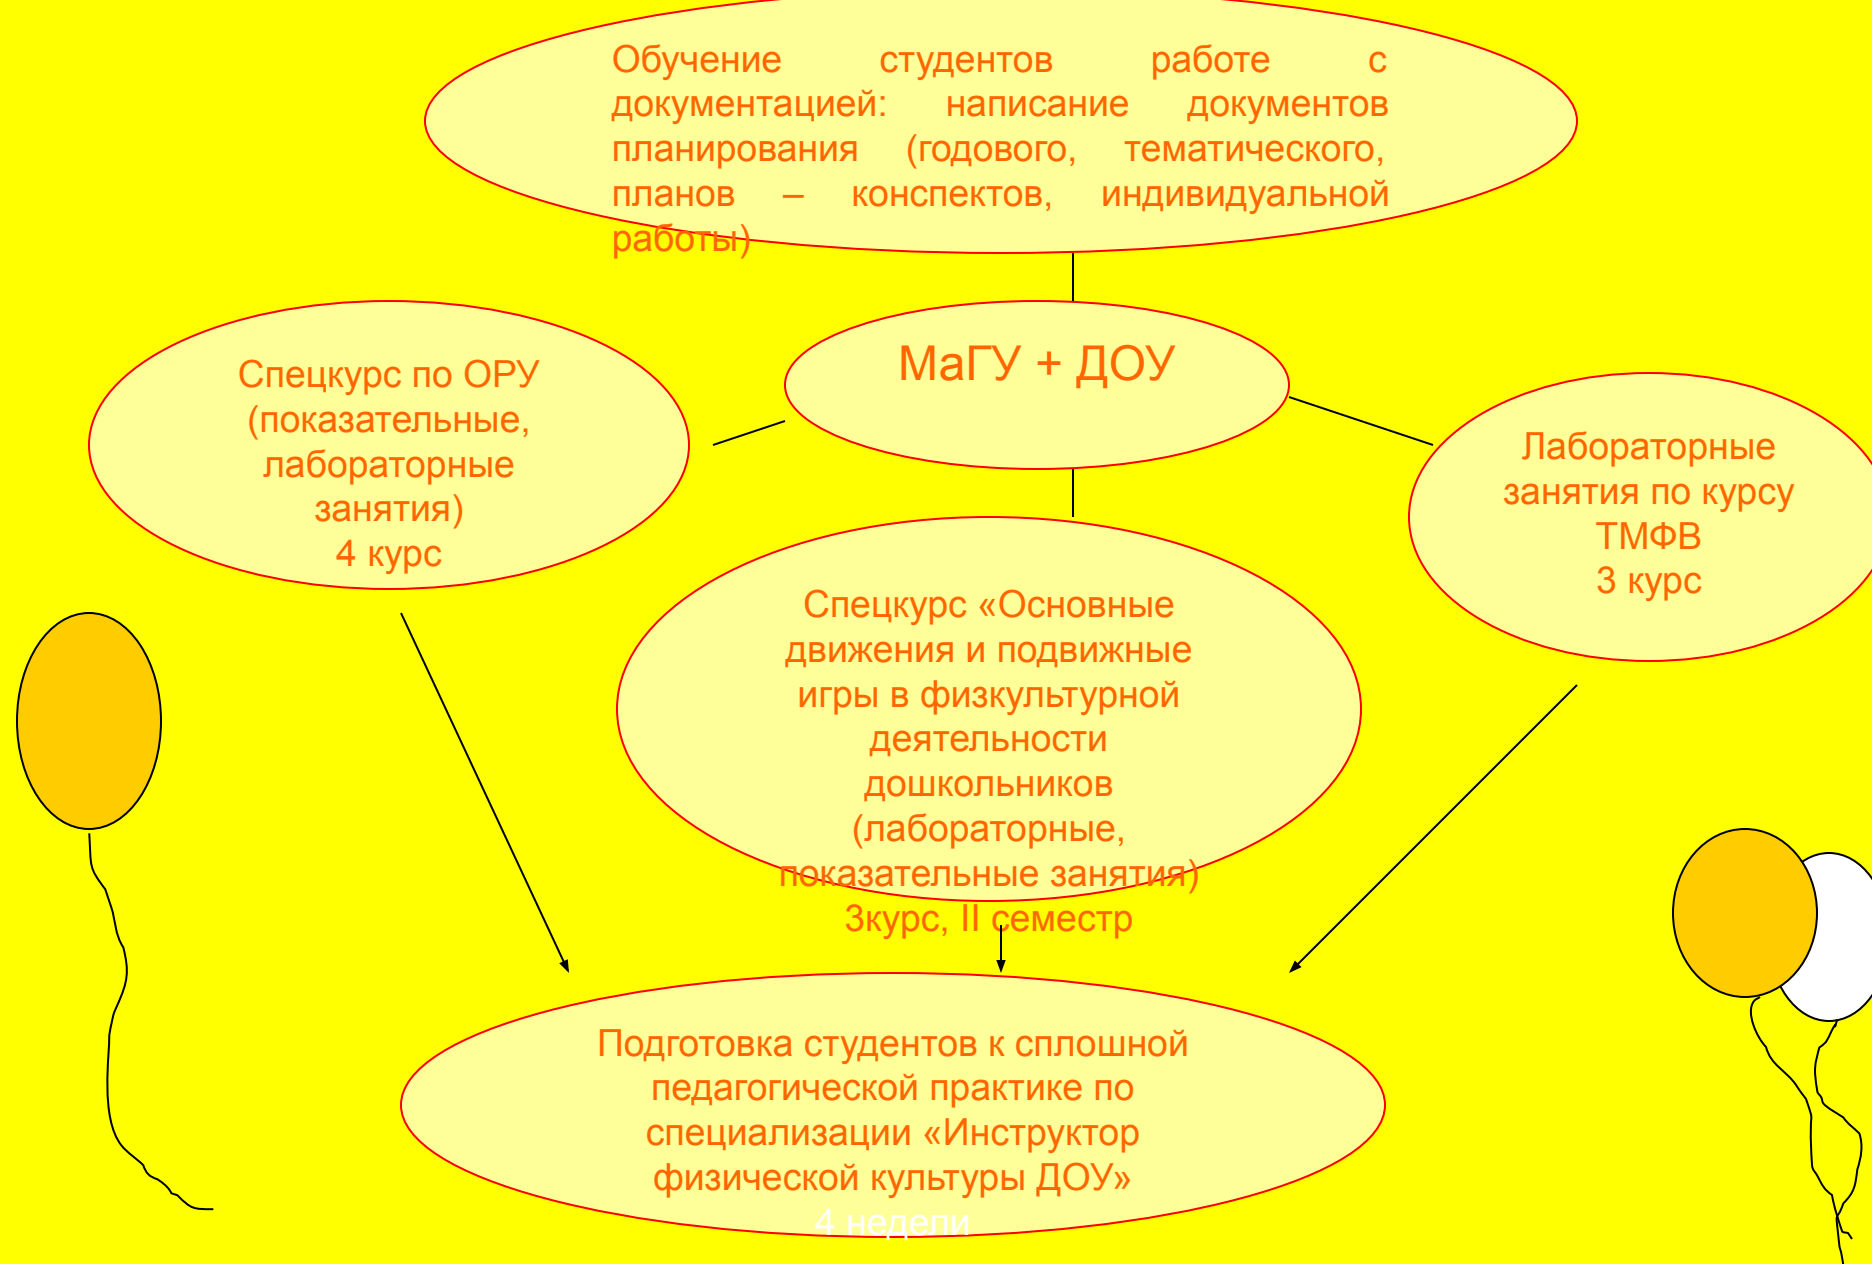 Обучение студентов работе с
документацией: написание документов
планирования (годового, тематического,
планов – конспектов, индивидуальной
работы)
МаГУ + ДОУ
Спецкурс по ОРУ
(показательные,
лабораторные
занятия)
4 курс
Лабораторные
занятия по курсу
ТМФВ
3 курс
Спецкурс «Основные
движения и подвижные
игры в физкультурной
деятельности
дошкольников
(лабораторные,
показательные занятия)
3курс, II семестр
Подготовка студентов к сплошной
педагогической практике по
специализации «Инструктор
физической культуры ДОУ»
4 недели